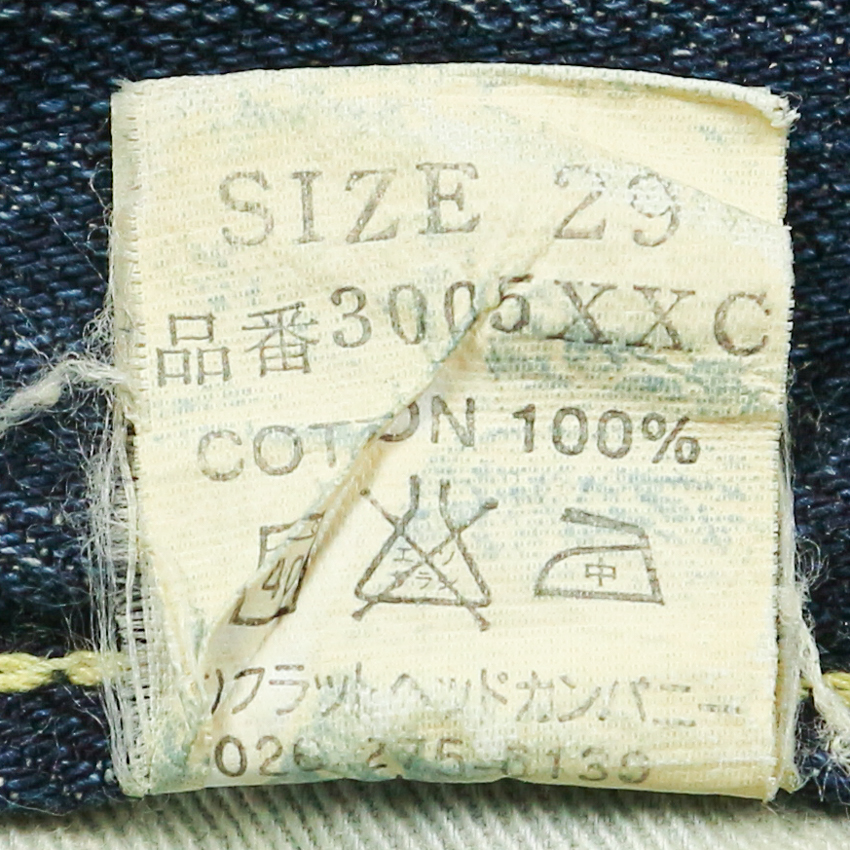 SIZE 29
品番3005XXC
COTTON 100%
40 エンソ サラシ 中
フラットヘッドカンパニー
026-275-6139